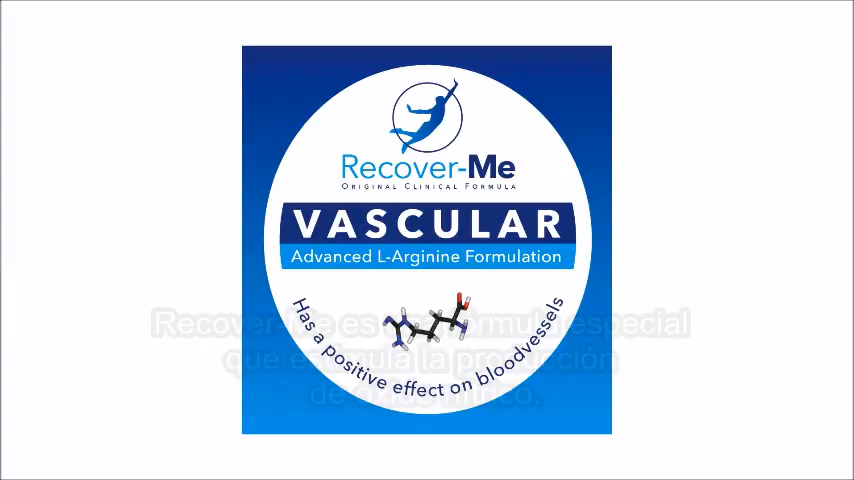 Recover-Me
ORIGINAL CLINICAL FORMULA
VASCULAR
Advanced L-Arginine Formulation
Has a positive effect on bloodvessels
Recover-Me es fórmula especial
que estimula la producción
de óxido nítrico.